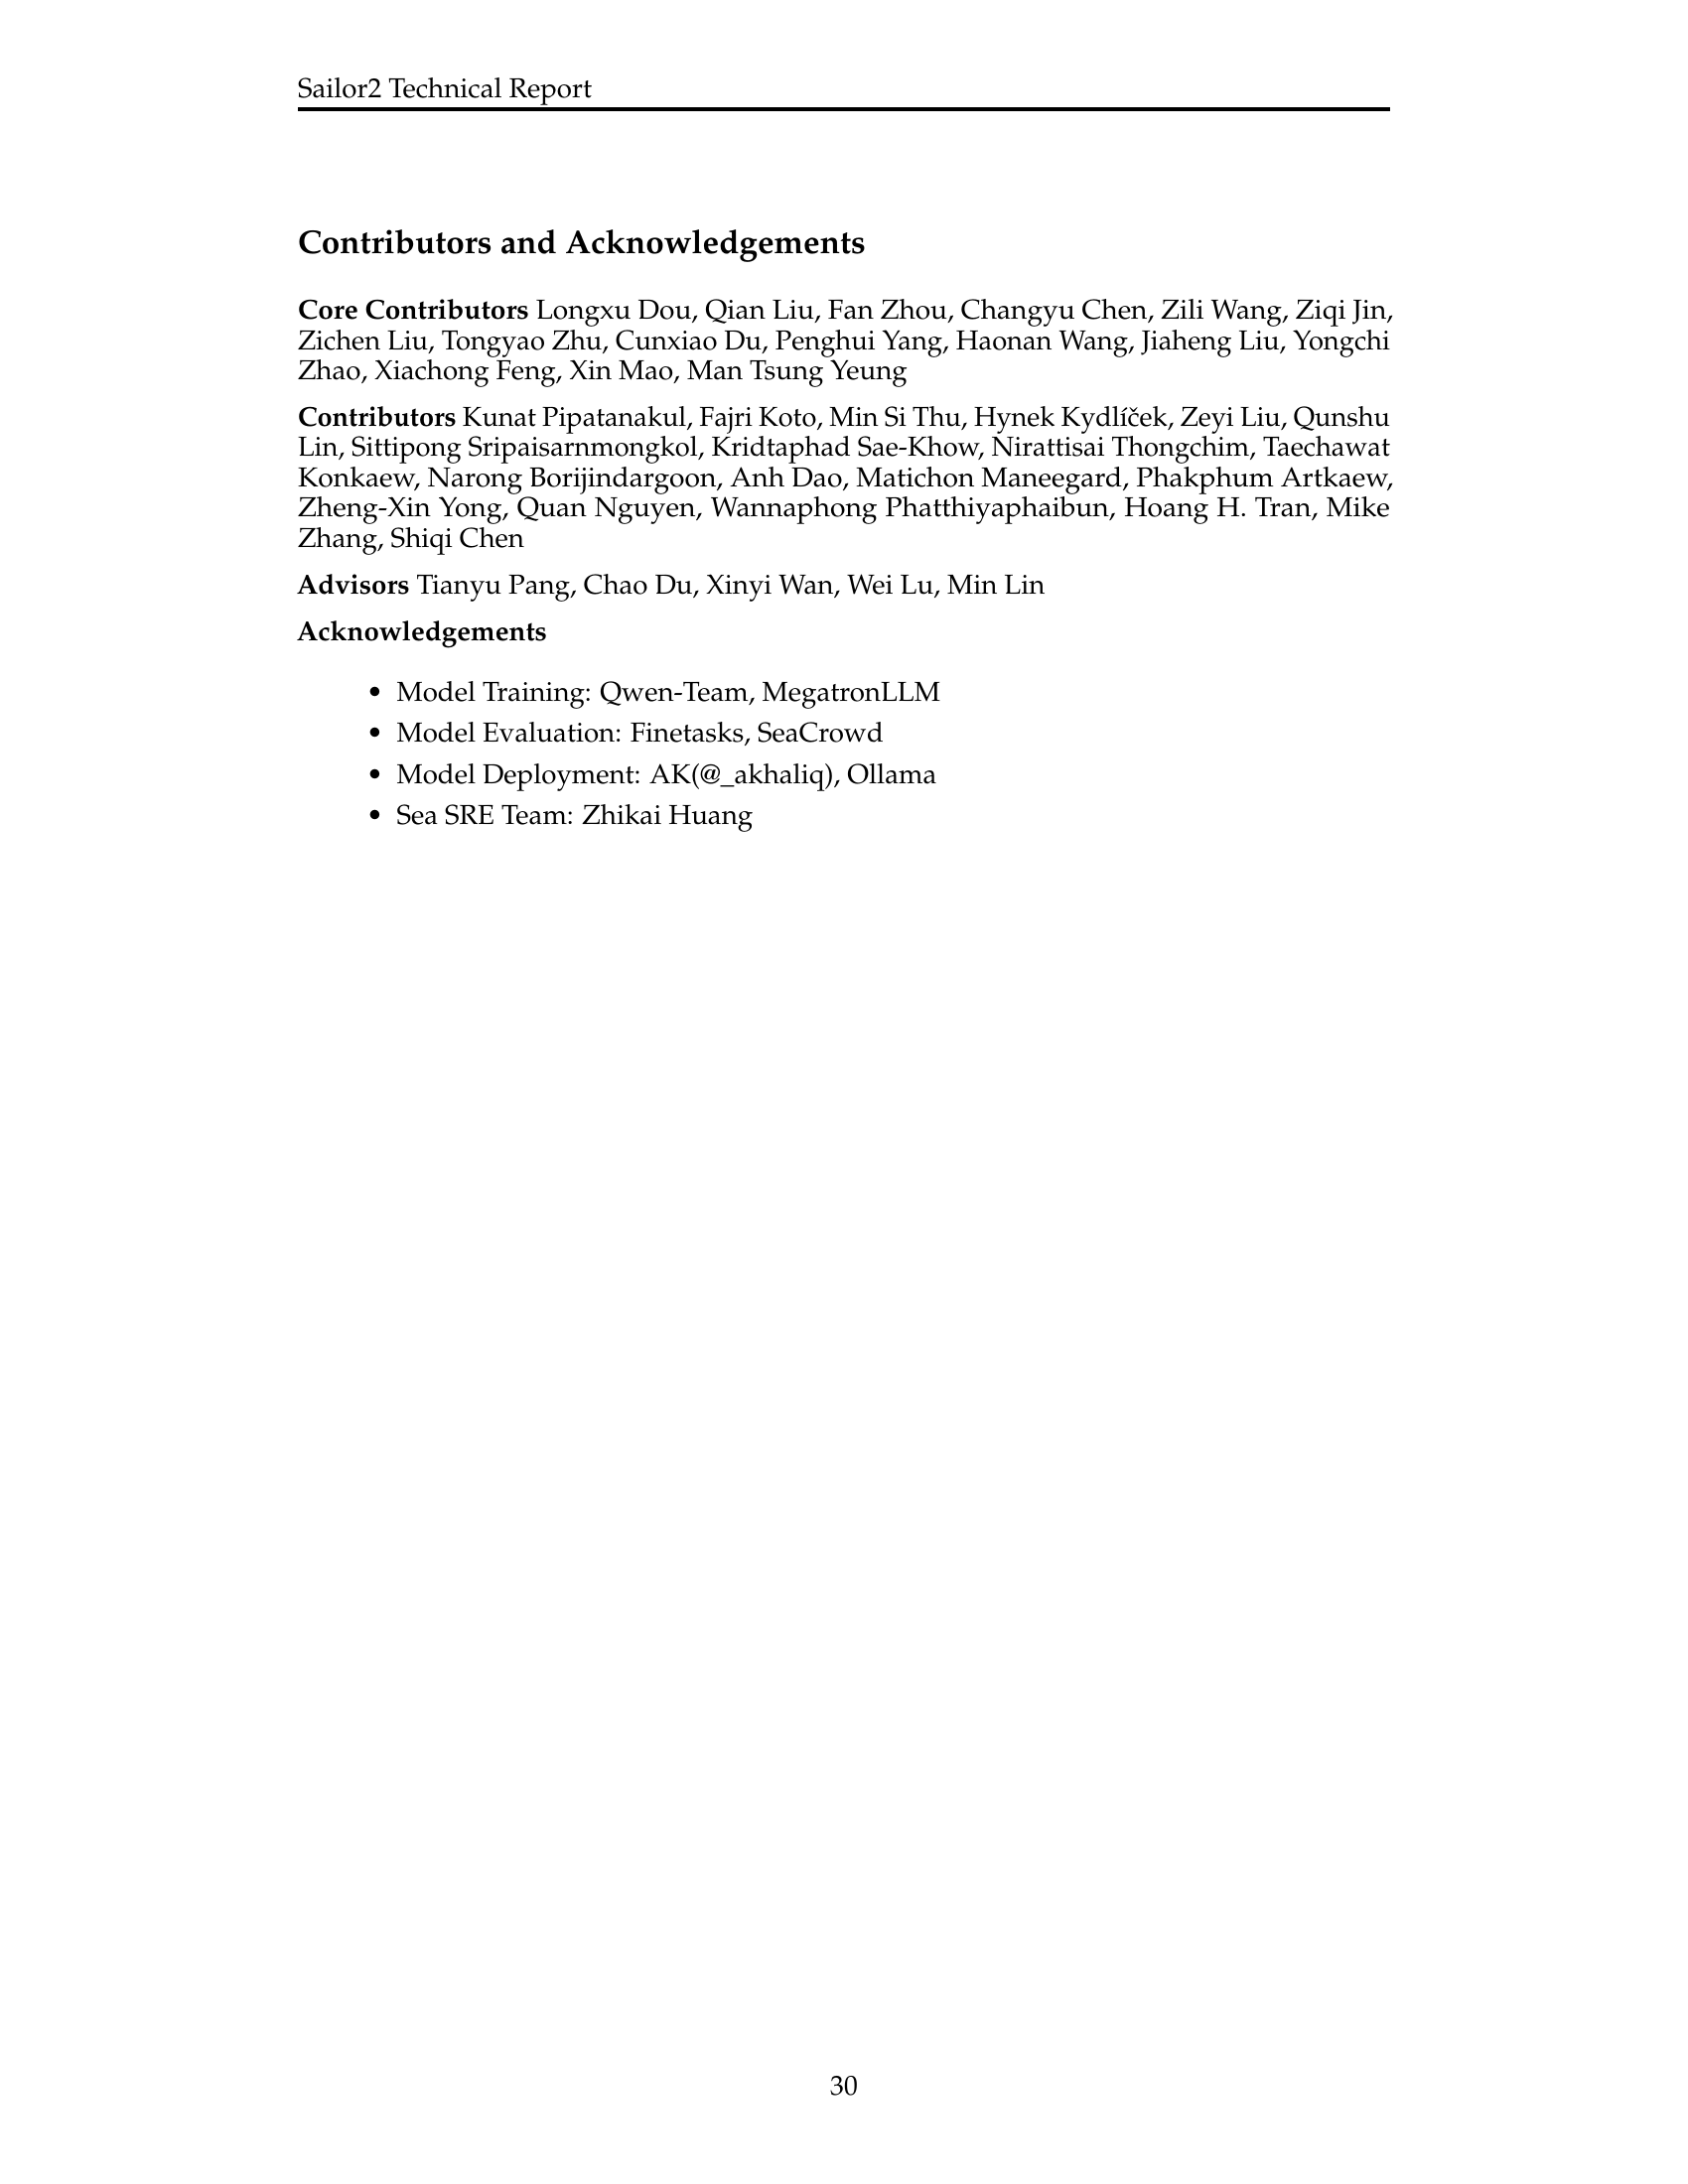 Sailor2 Technical Report
Contributors and Acknowledgements
Core Contributors Longxu Dou, Qian Liu, Fan Zhou, Changyu Chen, Zili Wang, Ziqi Jin,
Zichen Liu, Tongyao Zhu, Cunxiao Du, Penghui Yang, Haonan Wang, Jiaheng Liu, Yongchi
Zhao, Xiachong Feng, Xin Mao, Man Tsung Yeung
Contributors Kunat Pipatanakul, Fajri Koto, Min Si Thu, Hynek Kydlíček, Zeyi Liu, Qunshu
Lin, Sittipong Sripaisarnmongkol, Kridtaphad Sae-Khow, Nirattisai Thongchim, Taechawat
Konkaew, Narong Borijindargoon, Anh Dao, Matichon Maneegard, Phakphum Artkaew,
Zheng-Xin Yong, Quan Nguyen, Wannaphong Phatthiyaphaibun, Hoang H. Tran, Mike
Zhang, Shiqi Chen
Advisors Tianyu Pang, Chao Du, Xinyi Wan, Wei Lu, Min Lin
Acknowledgements
• Model Training: Qwen-Team, MegatronLLM
• Model Evaluation: Finetasks, SeaCrowd
• Model Deployment: AK(@_akhaliq), Ollama
• Sea SRE Team: Zhikai Huang
30